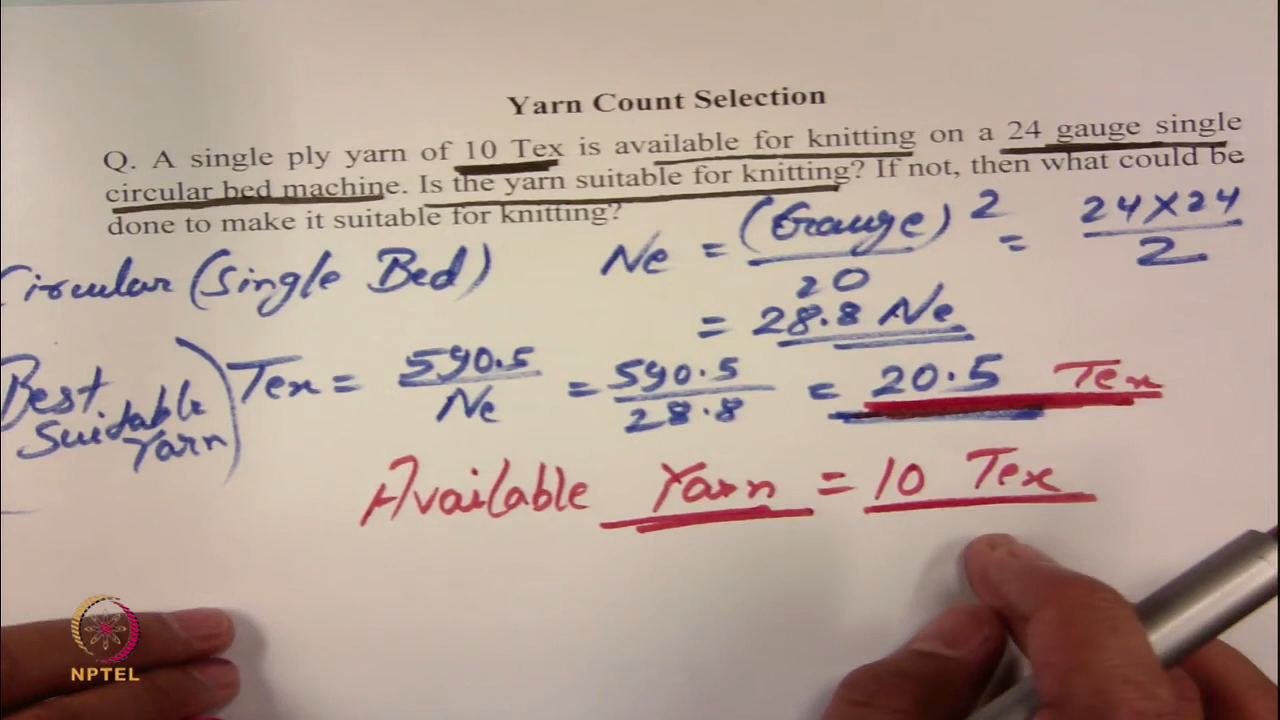 Yarn Count Selection
Q. A single ply yarn of 10 Tex is available for knitting on a 24 gauge single
circular bed machine. Is the yarn suitable for knitting? If not, then what could be
done to make it suitable for knitting?
Circular (Single Bed) Ne = (Gauge)² / 20 = 24X24 / 2
= 28.8 Ne
Best Suitable Yarn) Tex = 590.5 / Ne = 590.5 / 28.8 = 20.5 Tex
Available Yarn = 10 Tex
NPTEL